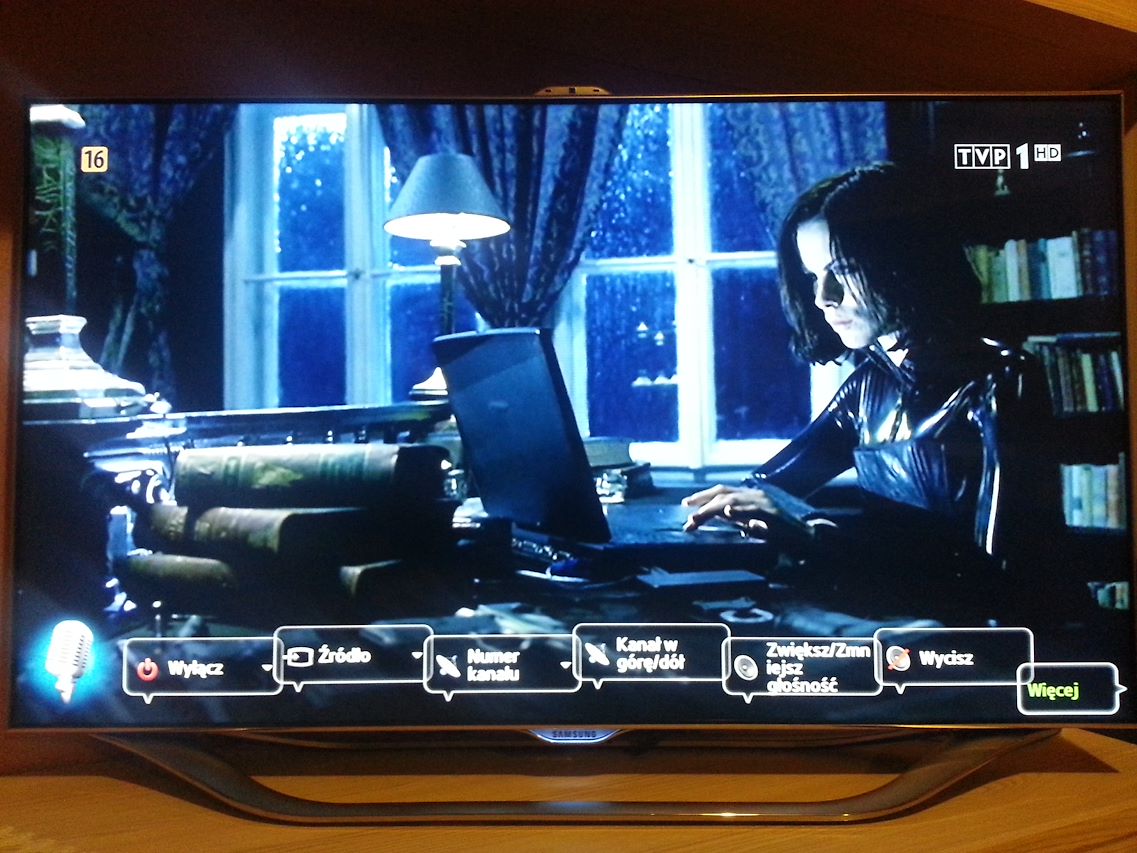 16
TVP 1 HD
Wyłącz
Źródło
Numer
kanału
Kanał w
górę/dół
Zwiększ/Zmn
iejsz
głośność
Wycisz
Więcej
SAMSUNG